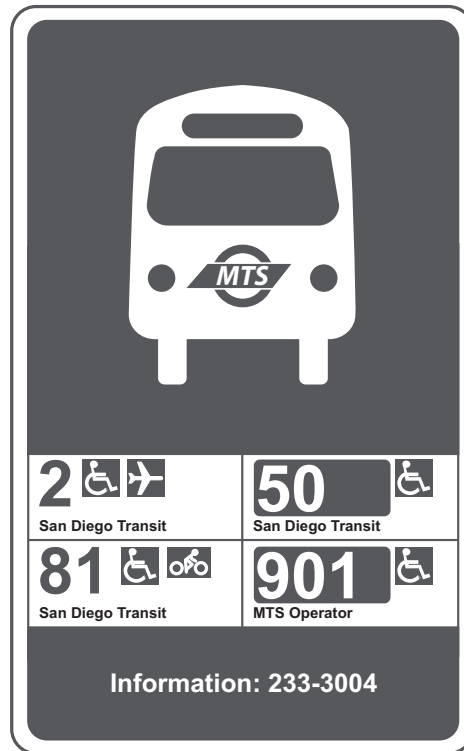 MTS
2
San Diego Transit
50
San Diego Transit
81
San Diego Transit
901
MTS Operator
Information: 233-3004